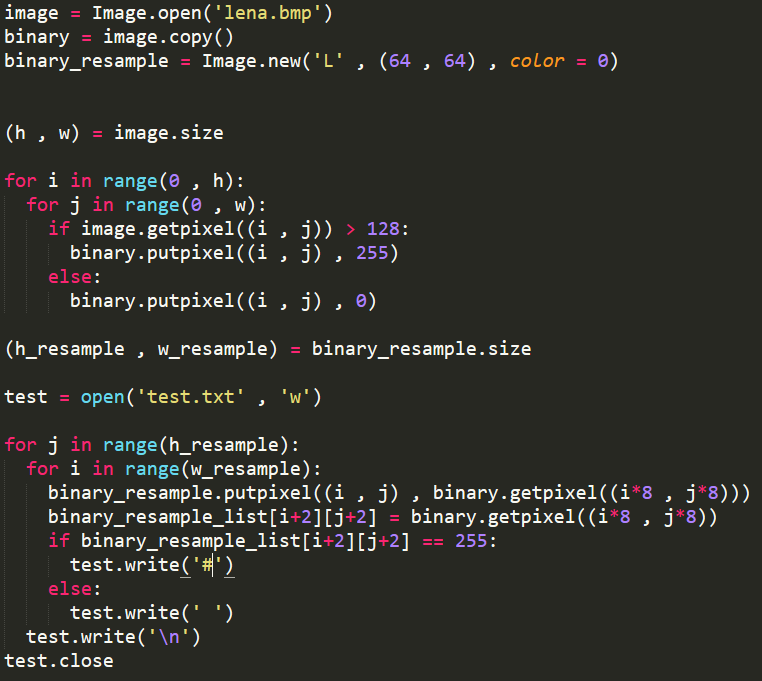 image = Image.open('lena.bmp')
binary = image.copy()
binary_resample = Image.new('L' , (64 , 64) , color = 0)
(h , w) = image.size
for i in range(0 , h):
  for j in range(0 , w):
    if image.getpixel((i , j)) > 128:
      binary.putpixel((i , j) , 255)
    else:
      binary.putpixel((i , j) , 0)
(h_resample , w_resample) = binary_resample.size
test = open('test.txt' , 'w')
for j in range(h_resample):
  for i in range(w_resample):
    binary_resample.putpixel((i , j) , binary.getpixel((i*8 , j*8)))
    binary_resample_list[i+2][j+2] = binary.getpixel((i*8 , j*8))
    if binary_resample_list[i+2][j+2] == 255:
      test.write('#')
    else:
      test.write(' ')
  test.write('\n')
test.close